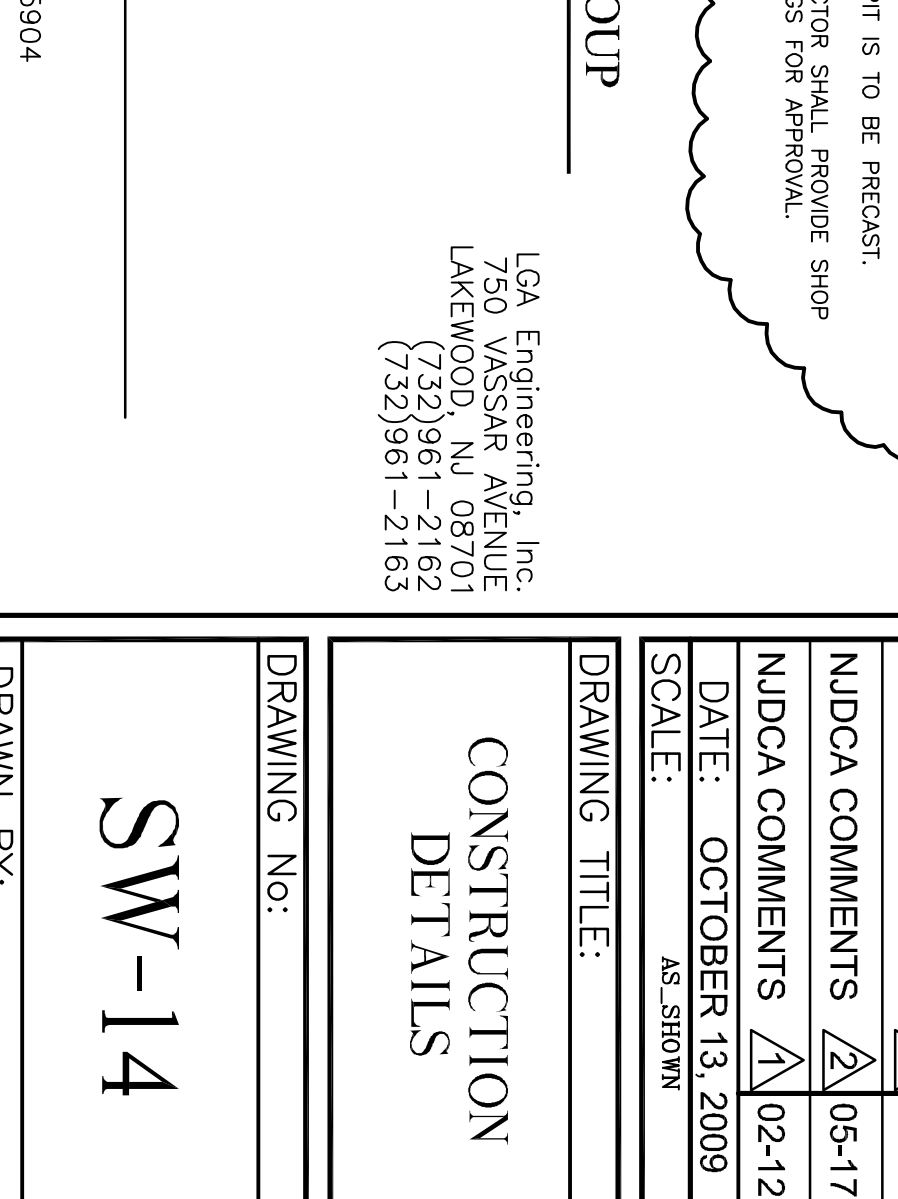 PIT IS TO BE PRECAST.
CTOR SHALL PROVIDE SHOP
GS FOR APPROVAL.
OUP
LGA Engineering, Inc.
750 VASSAR AVENUE
LAKEWOOD, NJ 08701
(732)961-2162
(732)961-2163
5904
NJDCA COMMENTS 2 05-17
NJDCA COMMENTS 1 02-12
DATE: OCTOBER 13, 2009
SCALE: AS_SHOWN
DRAWING TITLE:
CONSTRUCTION
DETAILS
DRAWING No:
SW-14
DRAWN BY: